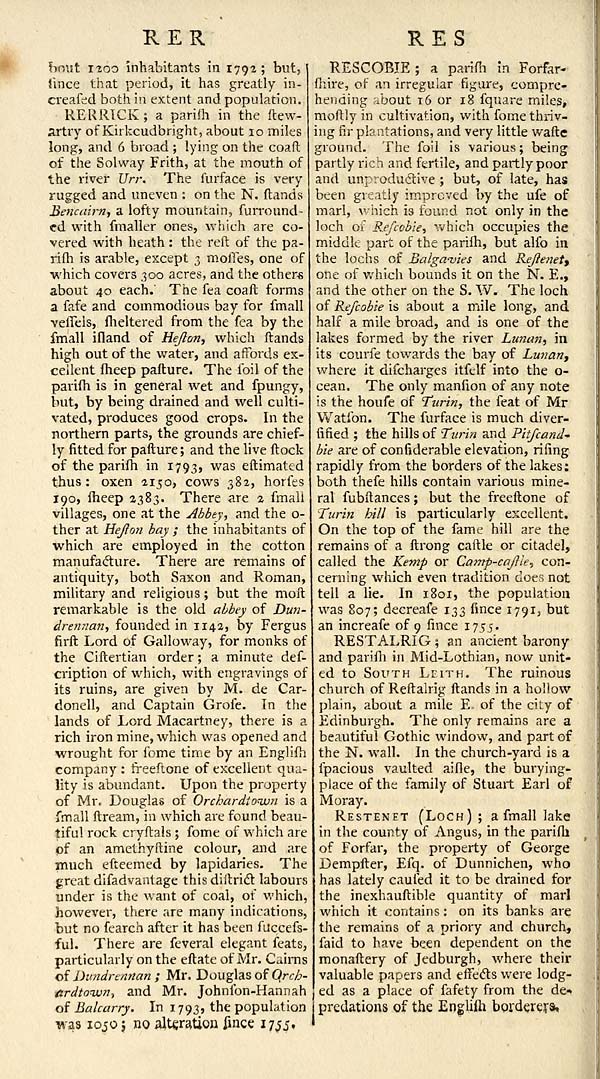 RER
bout 1200 inhabitants in 1792; but,
ſince that period, it has greatly in-
creaſed both in extent and population.
RERRICK; a pariſh in the ſtew-
artry of Kirkcudbright, about 10 miles
long, and 6 broad; lying on the coaſt
of the Solway Frith, at the mouth of
the river Urr. The ſurface is very
rugged and uneven: on the N. ſtands
Bencairn, a lofty mountain, ſurround-
ed with ſmaller ones, which are co-
vered with heath: the reſt of the pa-
riſh is arable, except 3 moſſes, one of
which covers 300 acres, and the others
about 40 each. The ſea coaſt forms
a ſafe and commodious bay for ſmall
veſſels, ſheltered from the ſea by the
ſmall iſland of Heſton, which ſtands
high out of the water, and affords ex-
cellent ſheep paſture. The ſoil of the
pariſh is in general wet and ſpungy,
but, by being drained and well culti-
vated, produces good crops. In the
northern parts, the grounds are chief-
ly fitted for paſture; and the live ſtock
of the pariſh in 1793, was eſtimated
thus: oxen 2150, cows 382, horſes
190, ſheep 2383. There are 2 ſmall
villages, one at the Abbey, and the o-
ther at Heſton bay; the inhabitants of
which are employed in the cotton
manufacture. There are remains of
antiquity, both Saxon and Roman,
military and religious; but the moſt
remarkable is the old abbey of Dun-
drennan, founded in 1142, by Fergus
firſt Lord of Galloway, for monks of
the Ciſtertian order; a minute deſ-
cription of which, with engravings of
its ruins, are given by M. de Car-
donell, and Captain Groſe. In the
lands of Lord Macartney, there is a
rich iron mine, which was opened and
wrought for ſome time by an Engliſh
company: freeſtone of excellent qua-
lity is abundant. Upon the property
of Mr. Douglas of Orchardtown is a
ſmall ſtream, in which are found beau-
tiful rock cryſtals; ſome of which are
of an amethyſtine colour, and are
much eſteemed by lapidaries. The
great diſadvantage this diſtrict labours
under is the want of coal, of which,
however, there are many indications,
but no ſearch after it has been ſucceſs-
ful. There are ſeveral elegant ſeats,
particularly on the eſtate of Mr. Cairns
of Dundrennan; Mr. Douglas of Orch-
ardtown, and Mr. Johnſon-Hannah
of Balcarry. In 1793, the population
was 1050; no alteration ſince 1755.
RES
RESCOBIE; a pariſh in Forfar-
ſhire, of an irregular figure, compre-
hending about 16 or 18 ſquare miles,
moſtly in cultivation, with ſome thriv-
ing fir plantations, and very little waſte
ground. The ſoil is various; being
partly rich and fertile, and partly poor
and unproductive; but, of late, has
been greatly improved by the uſe of
marl, which is found not only in the
loch of Reſcobie, which occupies the
middle part of the pariſh, but alſo in
the lochs of Balgavies and Reſtenet,
one of which bounds it on the N. E.,
and the other on the S. W. The loch
of Reſcobie is about a mile long, and
half a mile broad, and is one of the
lakes formed by the river Lunan, in
its courſe towards the bay of Lunan,
where it diſcharges itſelf into the o-
cean. The only manſion of any note
is the houſe of Turin, the ſeat of Mr
Watſon. The ſurface is much diver-
ſified; the hills of Turin and Pitſcand-
bie are of conſiderable elevation, riſing
rapidly from the borders of the lakes:
both theſe hills contain various mine-
ral ſubſtances; but the freeſtone of
Turin hill is particularly excellent.
On the top of the ſame hill are the
remains of a ſtrong caſtle or citadel,
called the Kemp or Camp-caſtle, con-
cerning which even tradition does not
tell a lie. In 1801, the population
was 807; decreaſe 133 ſince 1791, but
an increaſe of 9 ſince 1755.
RESTALRIG; an ancient barony
and pariſh in Mid-Lothian, now unit-
ed to SOUTH LEITH. The ruinous
church of Reſtalrig ſtands in a hollow
plain, about a mile E. of the city of
Edinburgh. The only remains are a
beautiful Gothic window, and part of
the N. wall. In the church-yard is a
ſpacious vaulted aiſle, the burying-
place of the family of Stuart Earl of
Moray.
RESTENET (LOCH); a ſmall lake
in the county of Angus, in the pariſh
of Forfar, the property of George
Dempſter, Eſq. of Dunnichen, who
has lately cauſed it to be drained for
the inexhauſtible quantity of marl
which it contains: on its banks are
the remains of a priory and church,
ſaid to have been dependent on the
monaſtery of Jedburgh, where their
valuable papers and effects were lodg-
ed as a place of ſafety from the de-
predations of the Engliſh borderers.